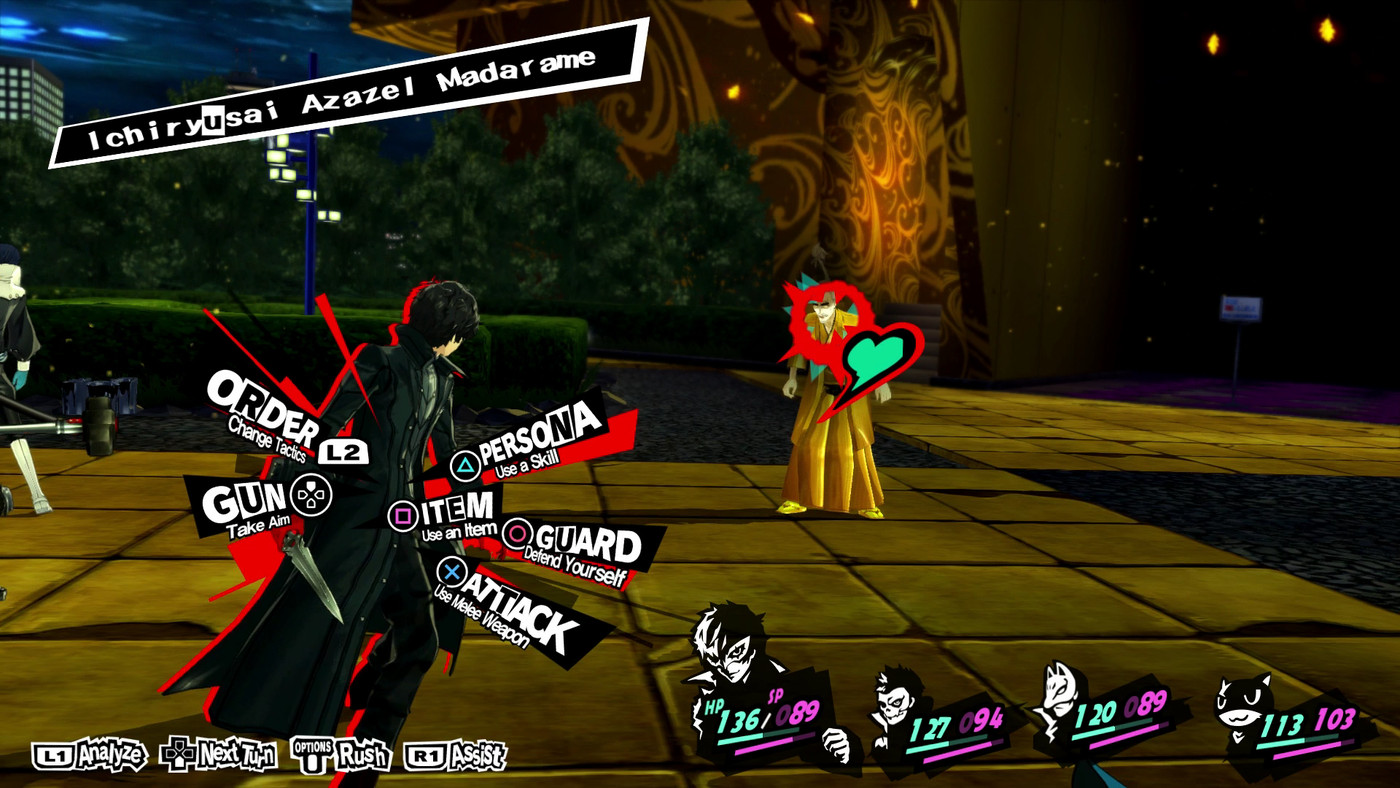 Ichiryusai Azazel Madarame
ORDER
Change Tactics
L2
PERSONA
Use a Skill
GUN
Take Aim
ITEM
Use an Item
GUARD
Defend Yourself
ATTACK
Use Melee Weapon
HP 136/ SP 089
127 094
120 089
113 103
L1 Analyze
Next Turn
OPTIONS Rush
R1 Assist